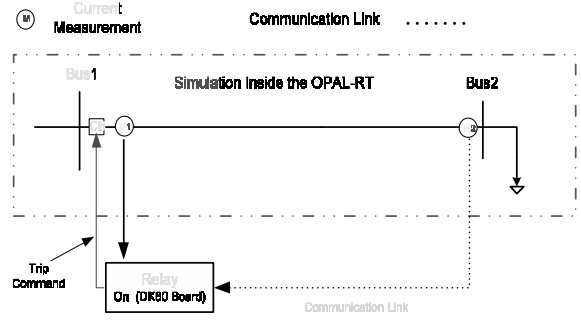 M
Current
Measurement
Communication Link .......
Bus1
Simulation Inside the OPAL-RT
Bus2
CB
1
2
Trip
Command
Relay
On (DK60 Board)
Communication Link